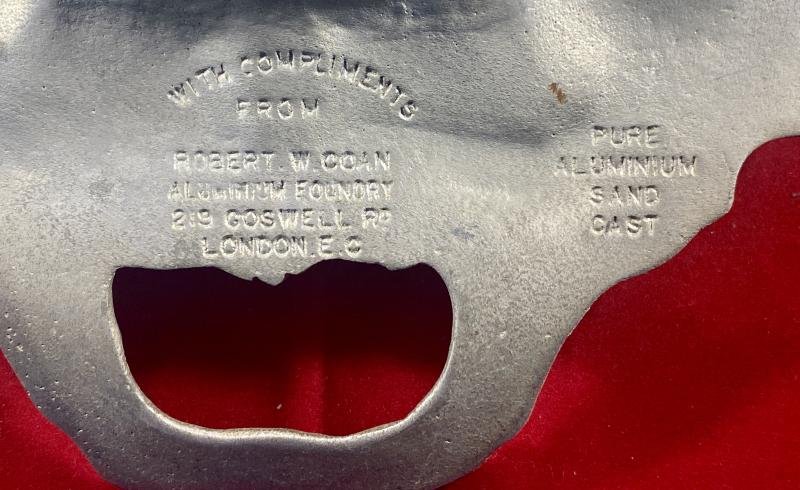 WITH COMPLIMENTS
FROM
ROBERT. W. COAN
ALUMINIUM FOUNDRY
219 GOSWELL RD
LONDON. E. C
PURE
ALUMINIUM
SAND
CAST